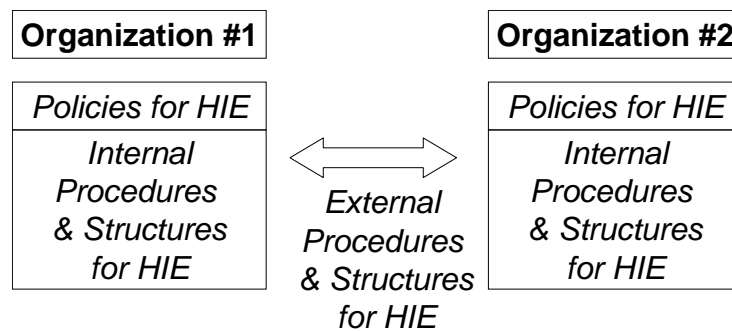 Organization #1
Policies for HIE
Internal
Procedures
& Structures
for HIE
External
Procedures
& Structures
for HIE
Organization #2
Policies for HIE
Internal
Procedures
& Structures
for HIE